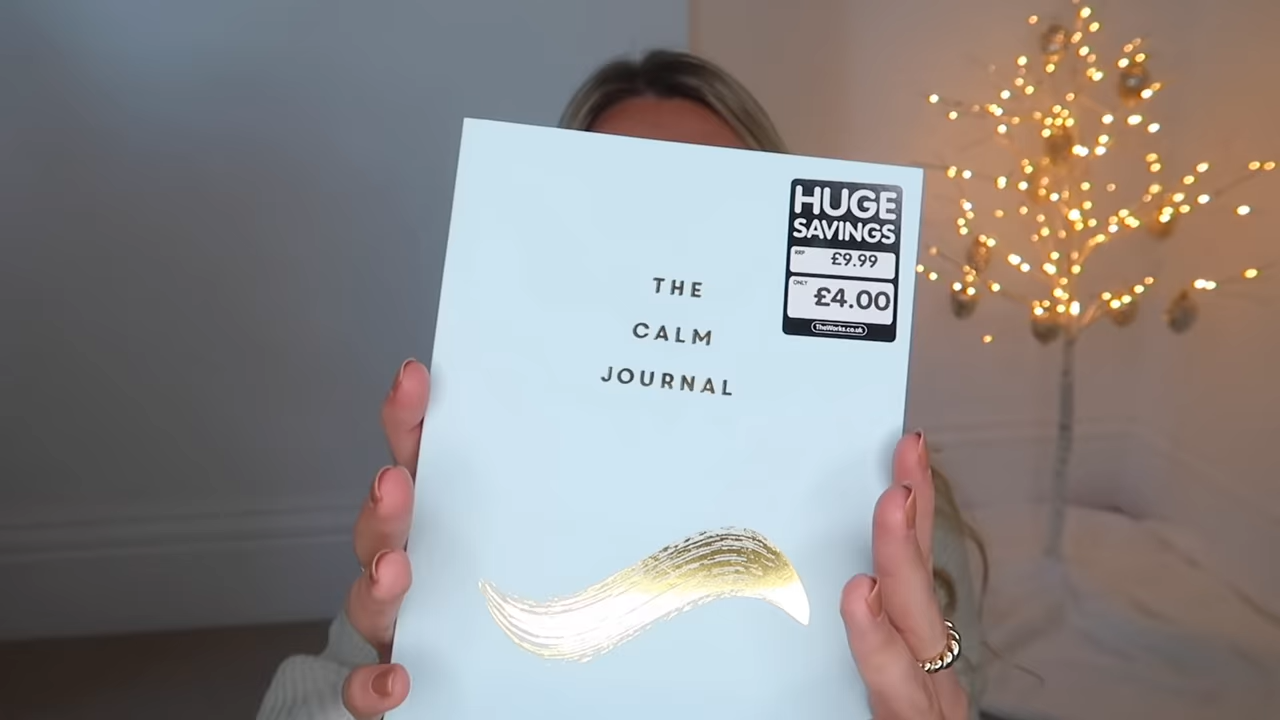 HUGE
SAVINGS
RRP £9.99
ONLY £4.00
TheWorks.co.uk
THE
CALM
JOURNAL